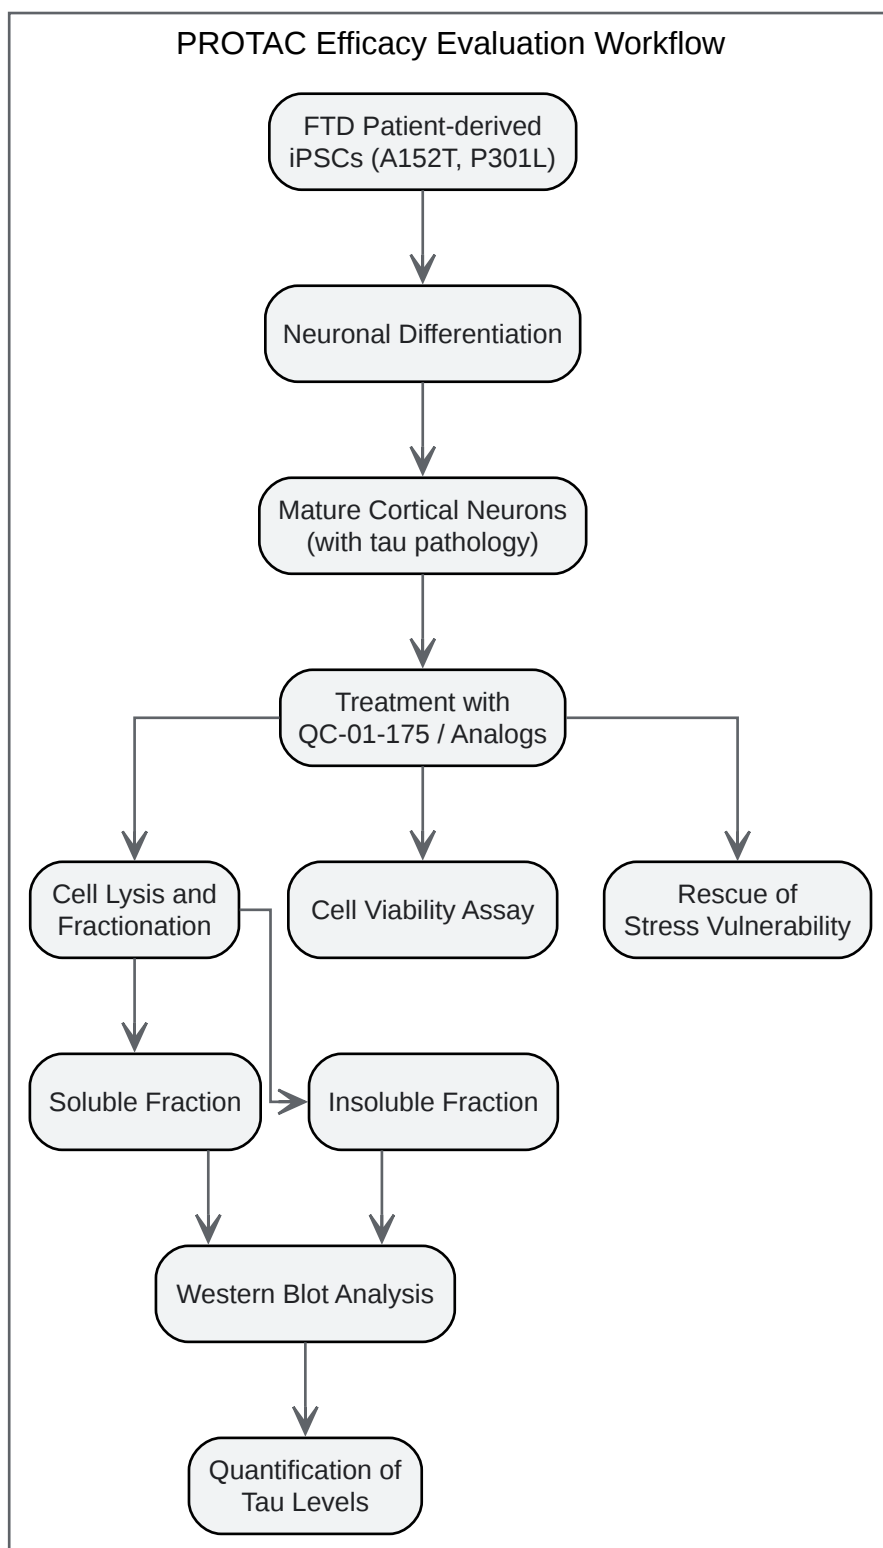 PROTAC Efficacy Evaluation Workflow
FTD Patient-derived
iPSCs (A152T, P301L)
Neuronal Differentiation
Mature Cortical Neurons
(with tau pathology)
Treatment with
QC-01-175 / Analogs
Cell Lysis and
Fractionation
Cell Viability Assay
Rescue of
Stress Vulnerability
Soluble Fraction
Insoluble Fraction
Western Blot Analysis
Quantification of
Tau Levels